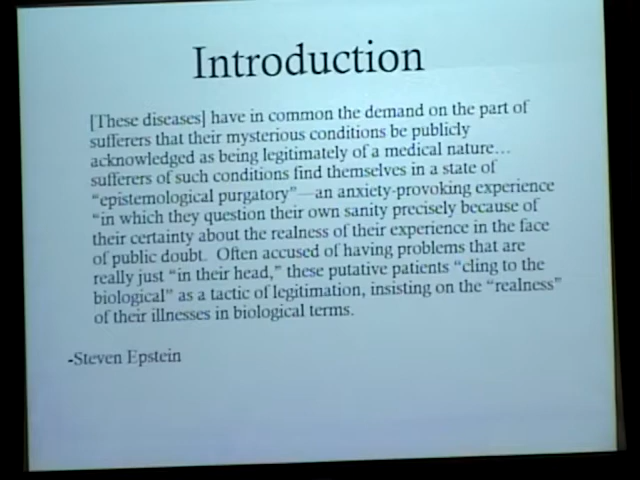 Introduction
[These diseases] have in common the demand on the part of
sufferers that their mysterious conditions be publicly
acknowledged as being legitimately of a medical nature…
sufferers of such conditions find themselves in a state of
“epistemological purgatory”—an anxiety-provoking experience
“in which they question their own sanity precisely because of
their certainty about the realness of their experience in the face
of public doubt. Often accused of having problems that are
really just “in their head,” these putative patients “cling to the
biological” as a tactic of legitimation, insisting on the “realness”
of their illnesses in biological terms.
-Steven Epstein